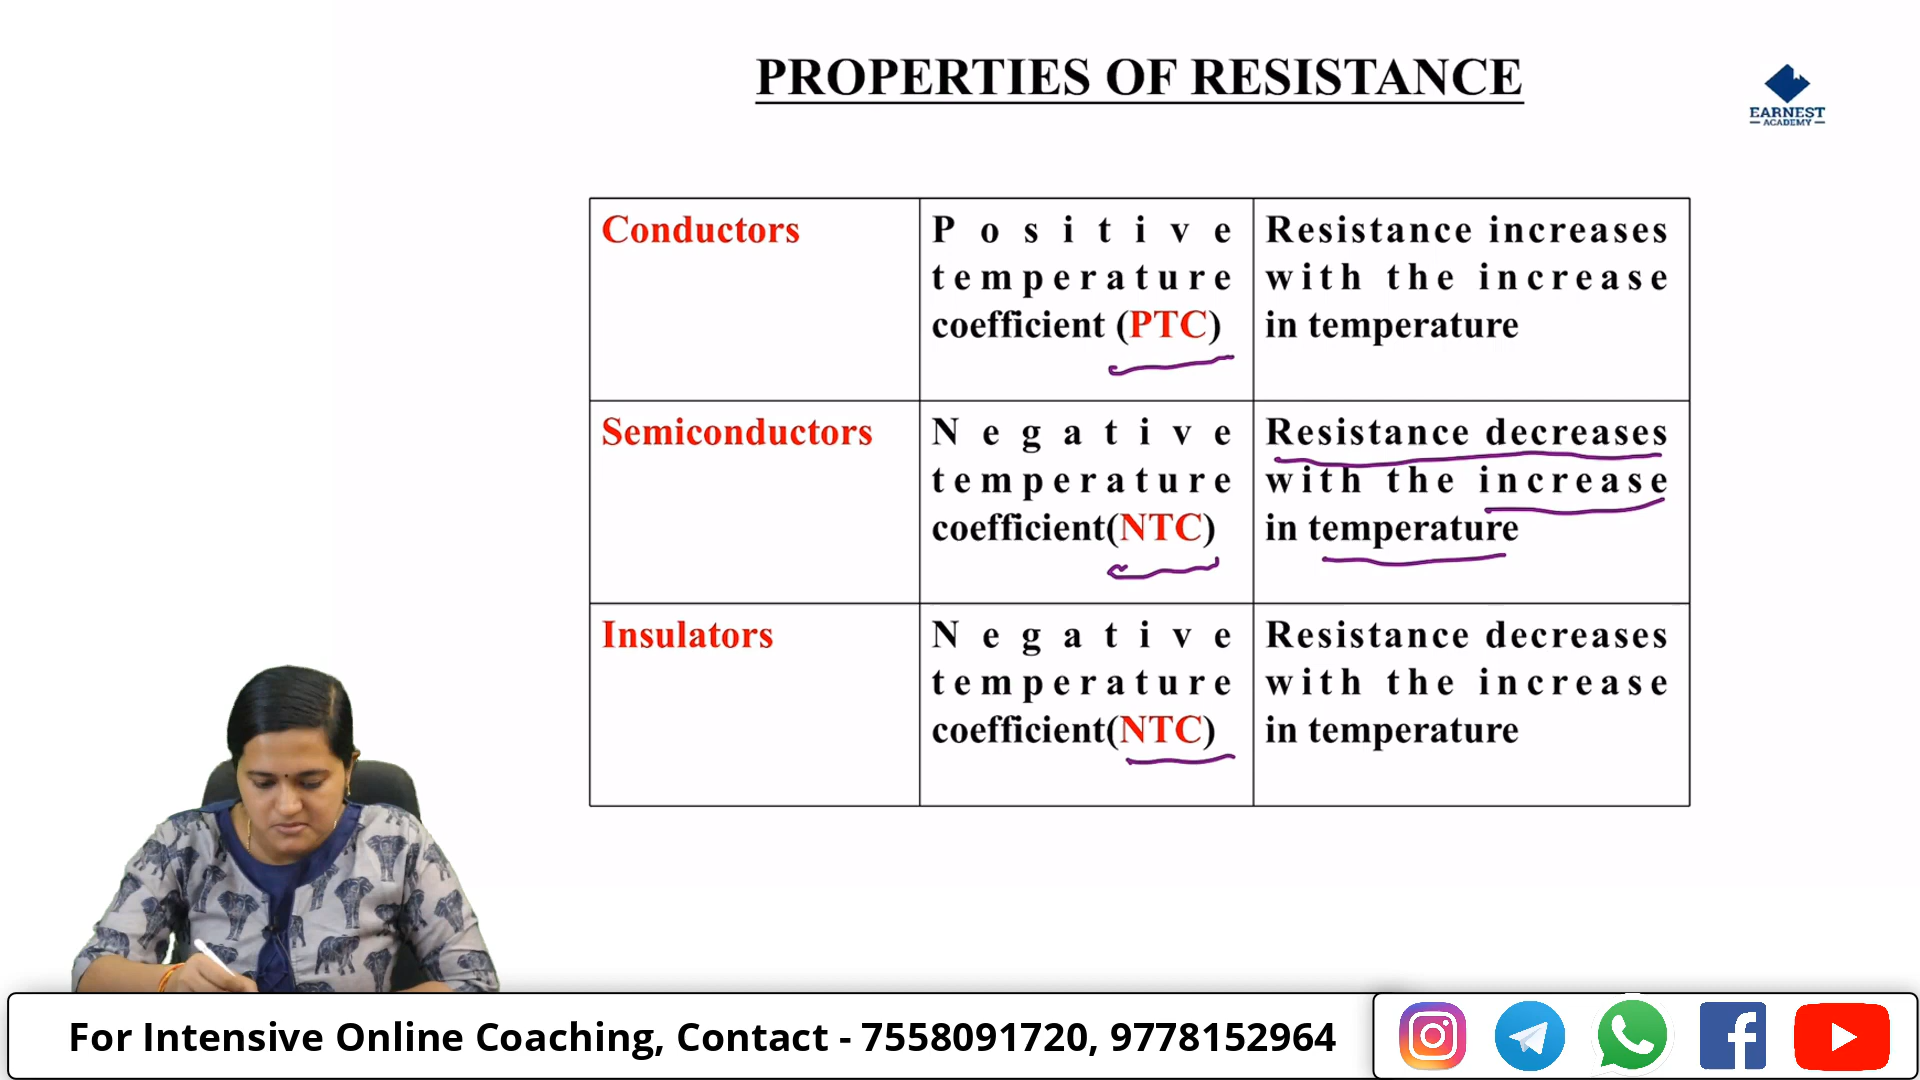 PROPERTIES OF RESISTANCE
EARNEST
ACADEMY
Conductors
Positive
temperature
coefficient (PTC)
Resistance increases
with the increase
in temperature
Semiconductors
Negative
temperature
coefficient(NTC)
Resistance decreases
with the increase
in temperature
Insulators
Negative
temperature
coefficient(NTC)
Resistance decreases
with the increase
in temperature
For Intensive Online Coaching, Contact - 7558091720, 9778152964